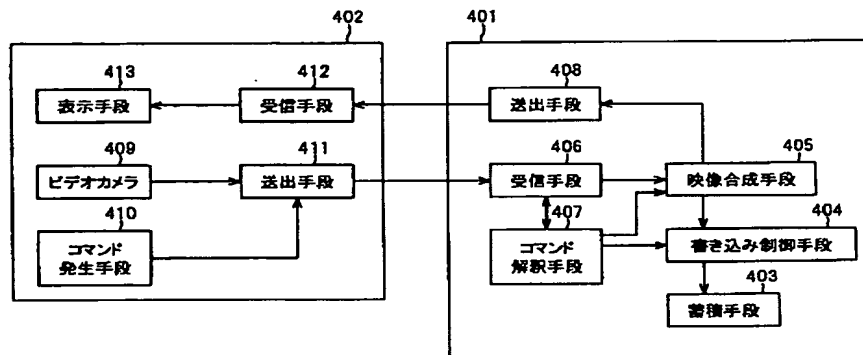 402
401
413
412
408
表示手段
受信手段
送出手段
409
411
406
405
ビデオカメラ
送出手段
受信手段
映像合成手段
410
407
404
コマンド
発生手段
コマンド
解釈手段
書き込み制御手段
403
蓄積手段